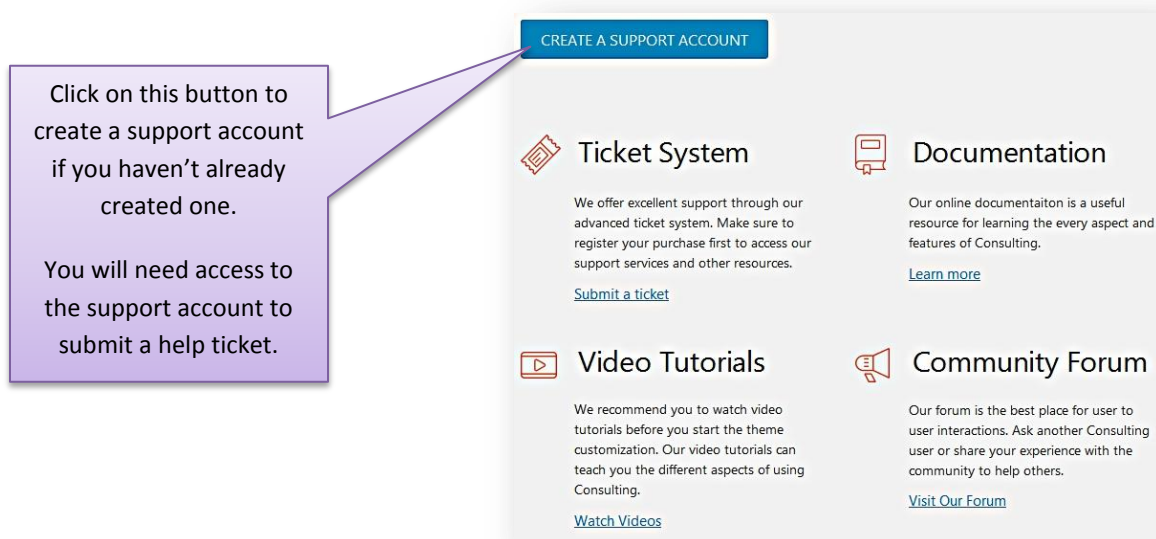 CREATE A SUPPORT ACCOUNT
Click on this button to
create a support account
if you haven’t already
created one.
You will need access to
the support account to
submit a help ticket.
Ticket System
We offer excellent support through our
advanced ticket system. Make sure to
register your purchase first to access our
support services and other resources.
Submit a ticket
Documentation
Our online documentaiton is a useful
resource for learning the every aspect and
features of Consulting.
Learn more
Video Tutorials
We recommend you to watch video
tutorials before you start the theme
customization. Our video tutorials can
teach you the different aspects of using
Consulting.
Watch Videos
Community Forum
Our forum is the best place for user to
user interactions. Ask another Consulting
user or share your experience with the
community to help others.
Visit Our Forum